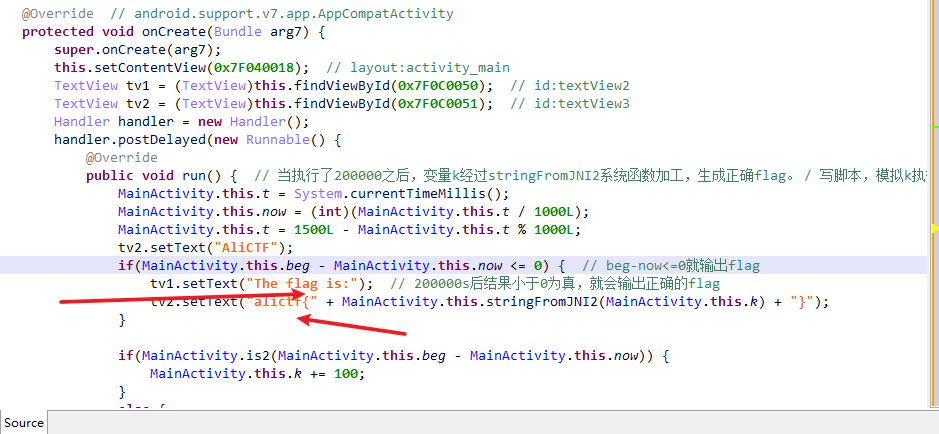 @Override  // android.support.v7.app.AppCompatActivity
protected void onCreate(Bundle arg7) {
super.onCreate(arg7);
this.setContentView(0x7F040018);  // layout:activity_main
TextView tv1 = (TextView)this.findViewById(0x7F0C0050);  // id:textView2
TextView tv2 = (TextView)this.findViewById(0x7F0C0051);  // id:textView3
Handler handler = new Handler();
handler.postDelayed(new Runnable() {
@Override
public void run() {  // 当执行了200000之后，变量k经过stringFromJNI2系统函数加工，生成正确flag。/ 写脚本，模拟k执
MainActivity.this.t = System.currentTimeMillis();
MainActivity.this.now = (int)(MainActivity.this.t / 1000L);
MainActivity.this.t = 1500L - MainActivity.this.t % 1000L;
tv2.setText("AliCTF");
if(MainActivity.this.beg - MainActivity.this.now <= 0) {  // beg-now<=0就输出flag
tv1.setText("The flag is:");  // 200000s后结果小于0为真，就会输出正确的flag
tv2.setText("alictf{" + MainActivity.this.stringFromJNI2(MainActivity.this.k) + "}");
}
if(MainActivity.is2(MainActivity.this.beg - MainActivity.this.now)) {
MainActivity.this.k += 100;
}
else {
Source